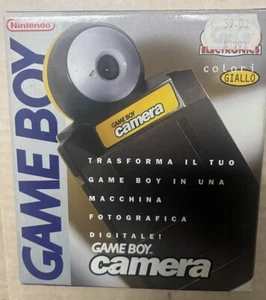 Nintendo
GAME BOY
ELECTRONICS
colori
GIALLO
GAME BOY
camera
TRASFORMA IL TUO
GAME BOY IN UNA
MACCHINA
FOTOGRAFICA
DIGITALE!
GAME BOY
camera